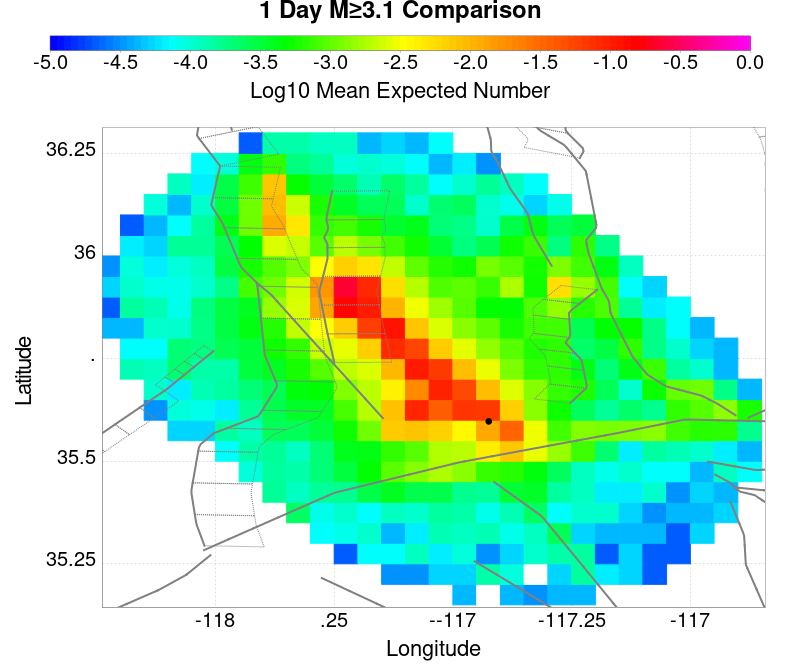 1 Day M≥3.1 Comparison
-5.0 -4.5 -4.0 -3.5 -3.0 -2.5 -2.0 -1.5 -1.0 -0.5 0.0
Log10 Mean Expected Number
36.25
36
.
35.5
35.25
Latitude
-118 .25 --117 -117.25 -117
Longitude